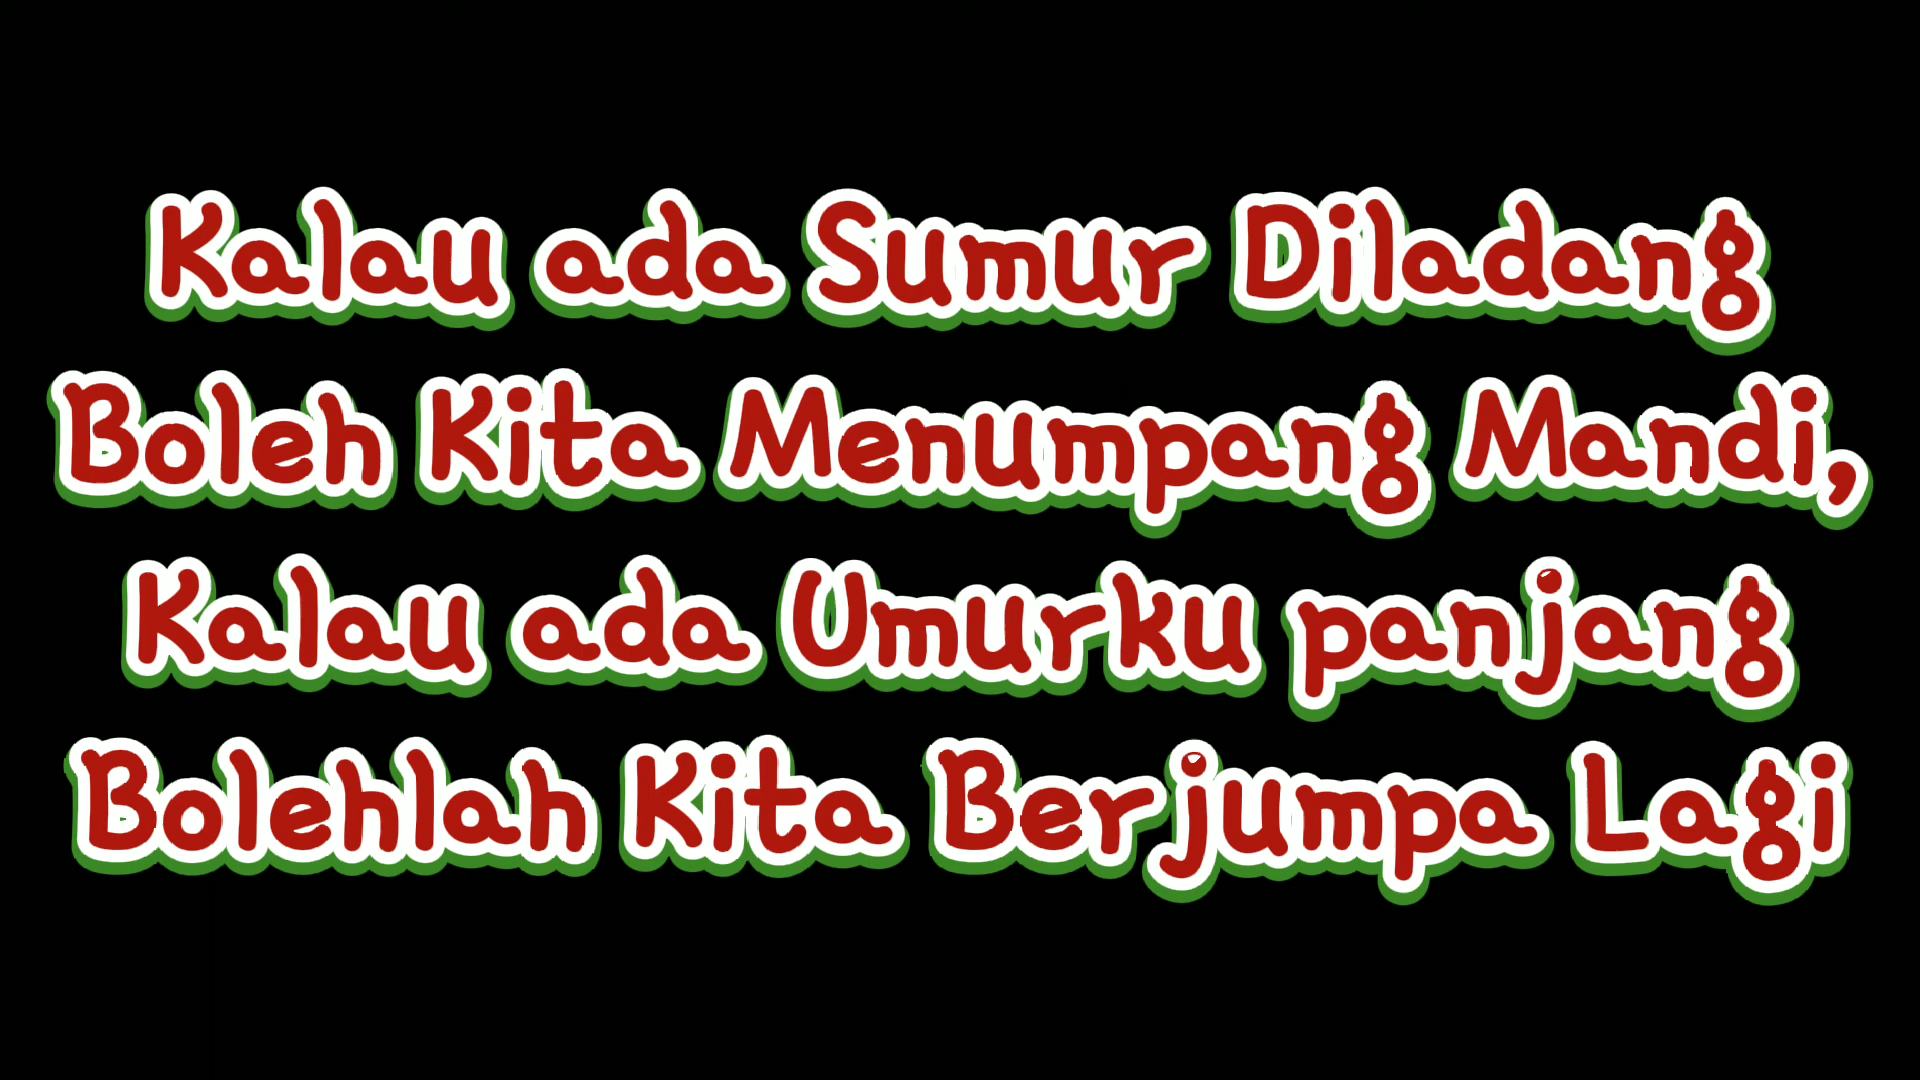 Kalau ada Sumur Diladang
Boleh Kita Menumpang Mandi,
Kalau ada Umurku panjang
Bolehlah Kita Berjumpa Lagi